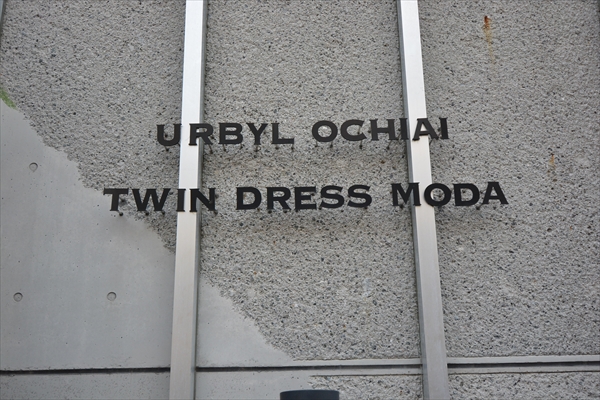 URBYL OCHIAI
TWIN DRESS MODA